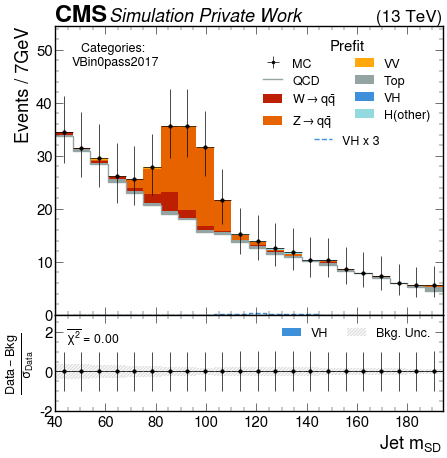 CMS Simulation Private Work (13 TeV)
Events / 7GeV
Categories:
VBin0pass2017
Prefit
MC
QCD
W → qq̄
Z → qq̄
VV
Top
VH
H(other)
VH x 3
50
40
30
20
10
0
Data − Bkg
σData
χ² = 0.00
VH
Bkg. Unc.
2
0
-2
40 60 80 100 120 140 160 180
Jet mSD